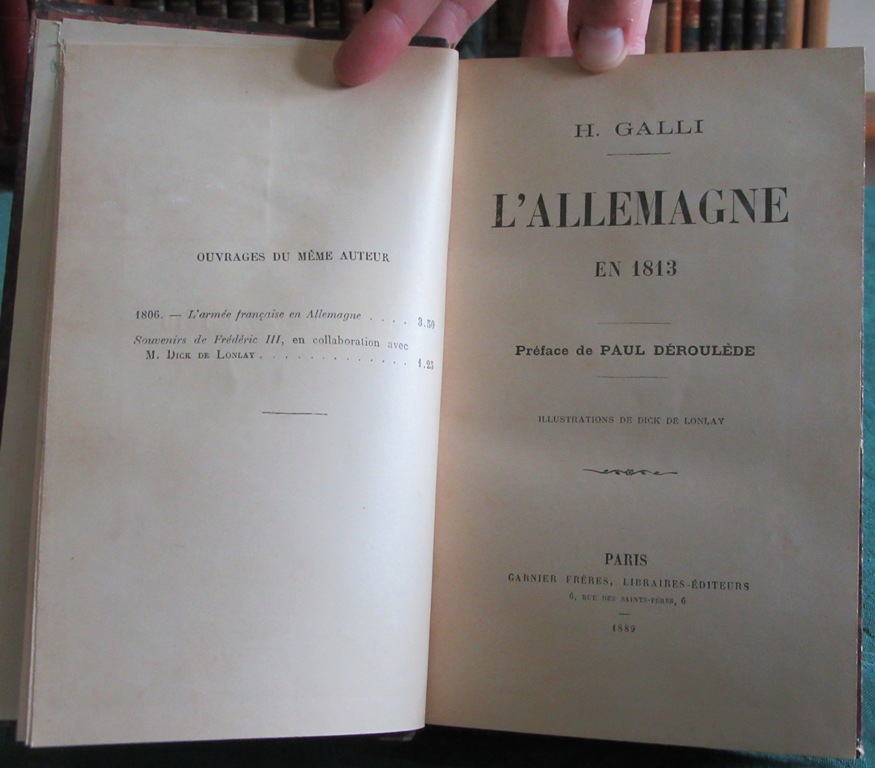 OUVRAGES DU MÊME AUTEUR
1806. — L'armée française en Allemagne . . . . 3.50
Souvenirs de Frédéric III, en collaboration avec
M. DICK DE LONLAY . . . . . . . . . . . . 1.25
H. GALLI
L'ALLEMAGNE
EN 1813
Préface de PAUL DÉROULÈDE
ILLUSTRATIONS DE DICK DE LONLAY
PARIS
GARNIER FRÈRES, LIBRAIRES-ÉDITEURS
6, RUE DES SAINTS-PÈRES, 6
1889